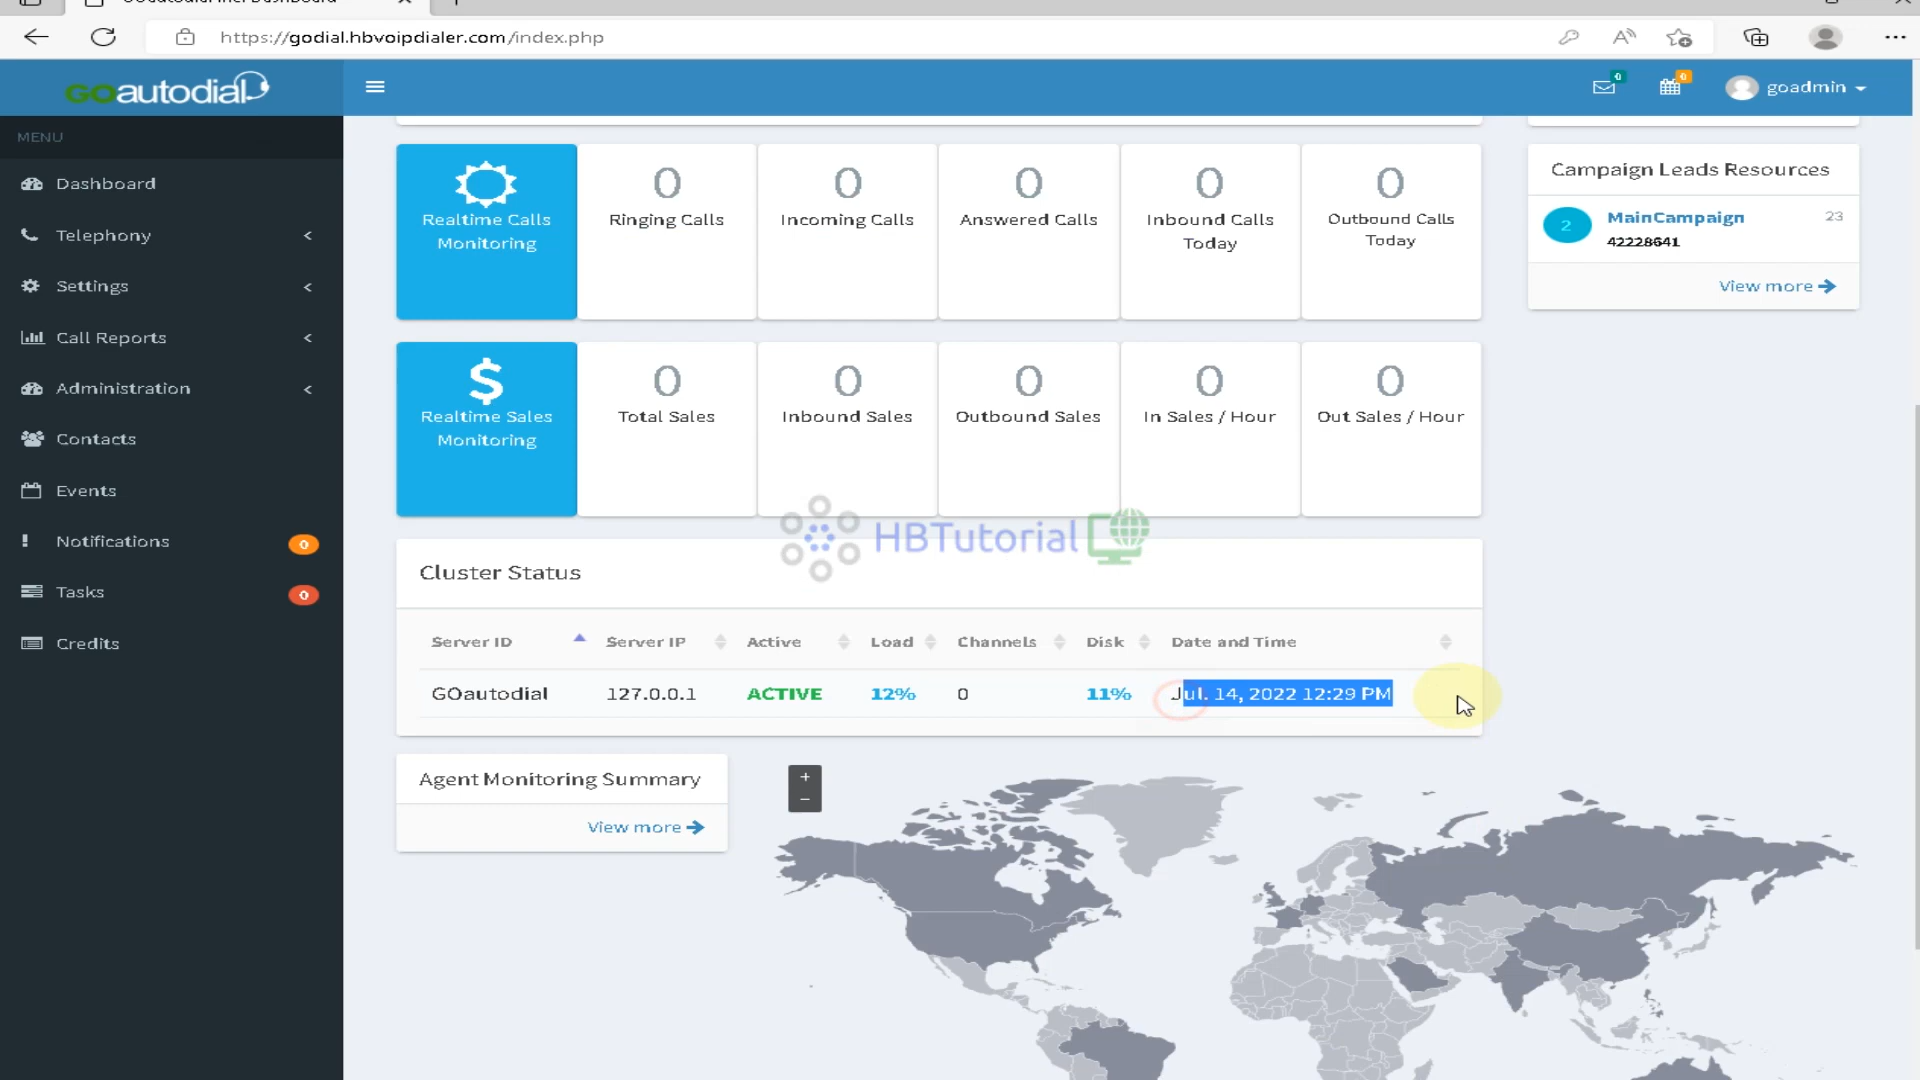 https://godial.hbvoipdialer.com/index.php
GOautodial
0
0
goadmin
MENU
Dashboard
Telephony
Settings
Call Reports
Administration
Contacts
Events
Notifications
0
Tasks
0
Credits
Realtime Calls
Monitoring
0
Ringing Calls
0
Incoming Calls
0
Answered Calls
0
Inbound Calls
Today
0
Outbound Calls
Today
Campaign Leads Resources
2
MainCampaign
23
42228641
View more
$
Realtime Sales
Monitoring
0
Total Sales
0
Inbound Sales
0
Outbound Sales
0
In Sales / Hour
0
Out Sales / Hour
HBTutorial
Cluster Status
Server ID Server IP Active Load Channels Disk Date and Time
GOautodial 127.0.0.1 ACTIVE 12% 0 11% Jul. 14, 2022 12:29 PM
Agent Monitoring Summary
View more
+
−